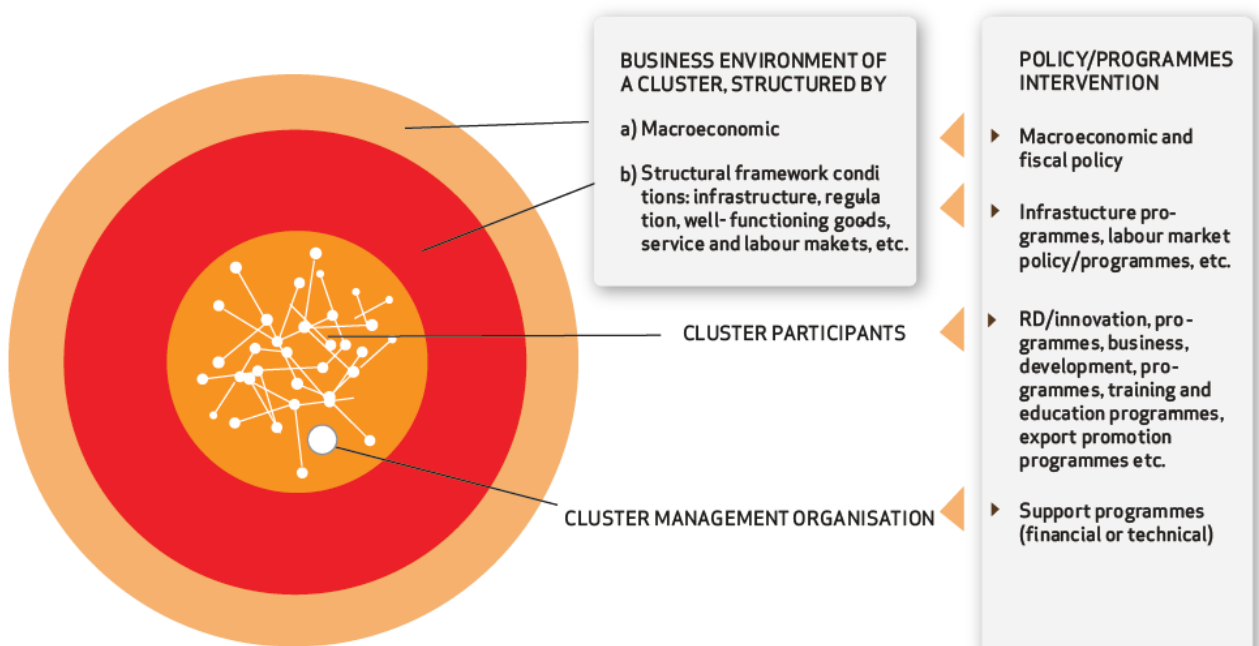 BUSINESS ENVIRONMENT OF
A CLUSTER, STRUCTURED BY
a) Macroeconomic
b) Structural framework condi
tions: infrastructure, regula
tion, well- functioning goods,
service and labour makets, etc.
CLUSTER PARTICIPANTS
CLUSTER MANAGEMENT ORGANISATION
POLICY/PROGRAMMES
INTERVENTION
Macroeconomic and
fiscal policy
Infrastucture pro-
grammes, labour market
policy/programmes, etc.
RD/innovation, pro-
grammes, business,
development, pro-
grammes, training and
education programmes,
export promotion
programmes etc.
Support programmes
(financial or technical)